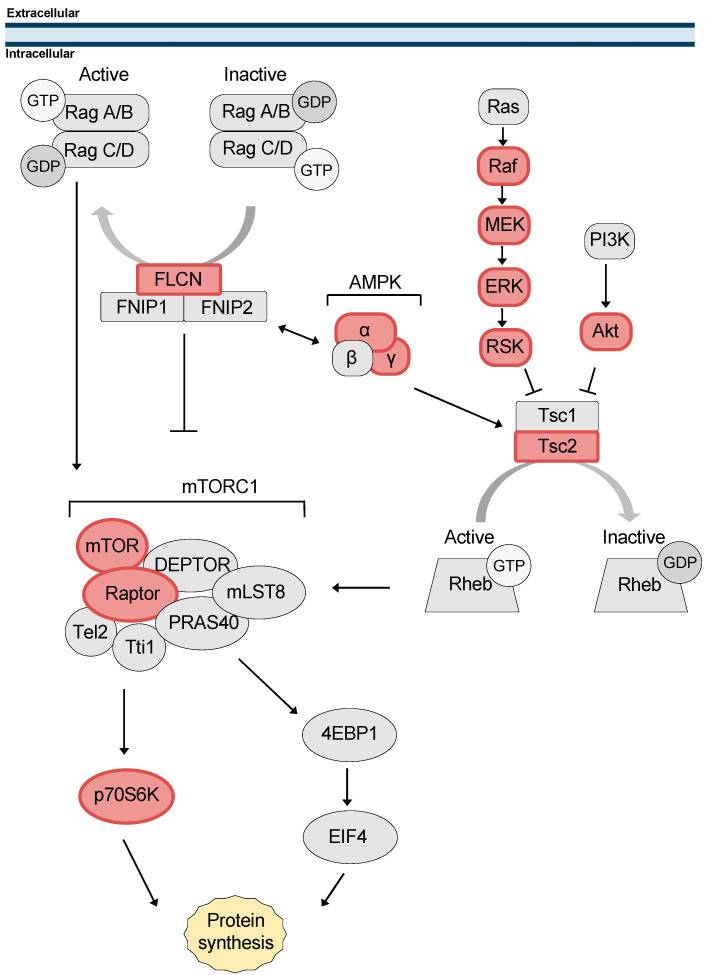 Extracellular
Intracellular
Active
Inactive
GTP
Rag A/B
Rag C/D
GDP
Rag A/B
GDP
Rag C/D
GTP
Ras
Raf
MEK
ERK
RSK
PI3K
Akt
FLCN
FNIP1
FNIP2
AMPK
α
β
γ
Tsc1
Tsc2
Active
Inactive
GTP
Rheb
GDP
Rheb
mTORC1
mTOR
DEPTOR
Raptor
mLST8
PRAS40
Tel2
Tti1
4EBP1
p70S6K
EIF4
Protein
synthesis